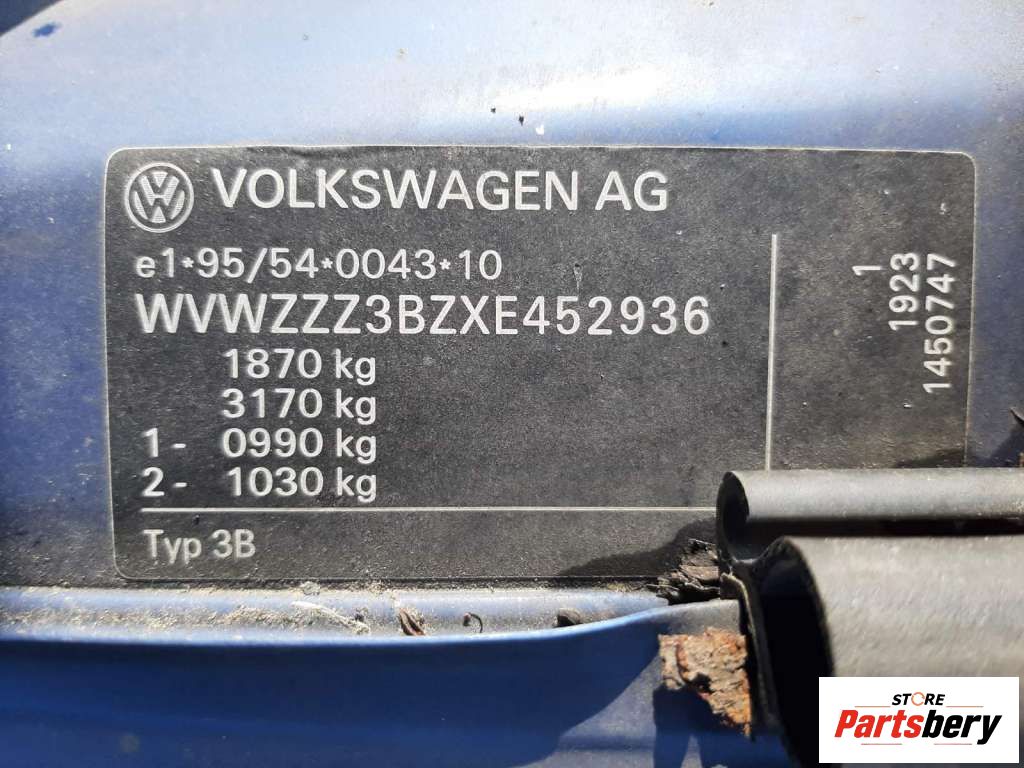 VOLKSWAGEN AG
e1*95/54*0043*10
WVWZZZ3BZXE452936
1870 kg
3170 kg
1- 0990 kg
2- 1030 kg
Typ 3B
1
1923
1450747
STORE
Partsbery